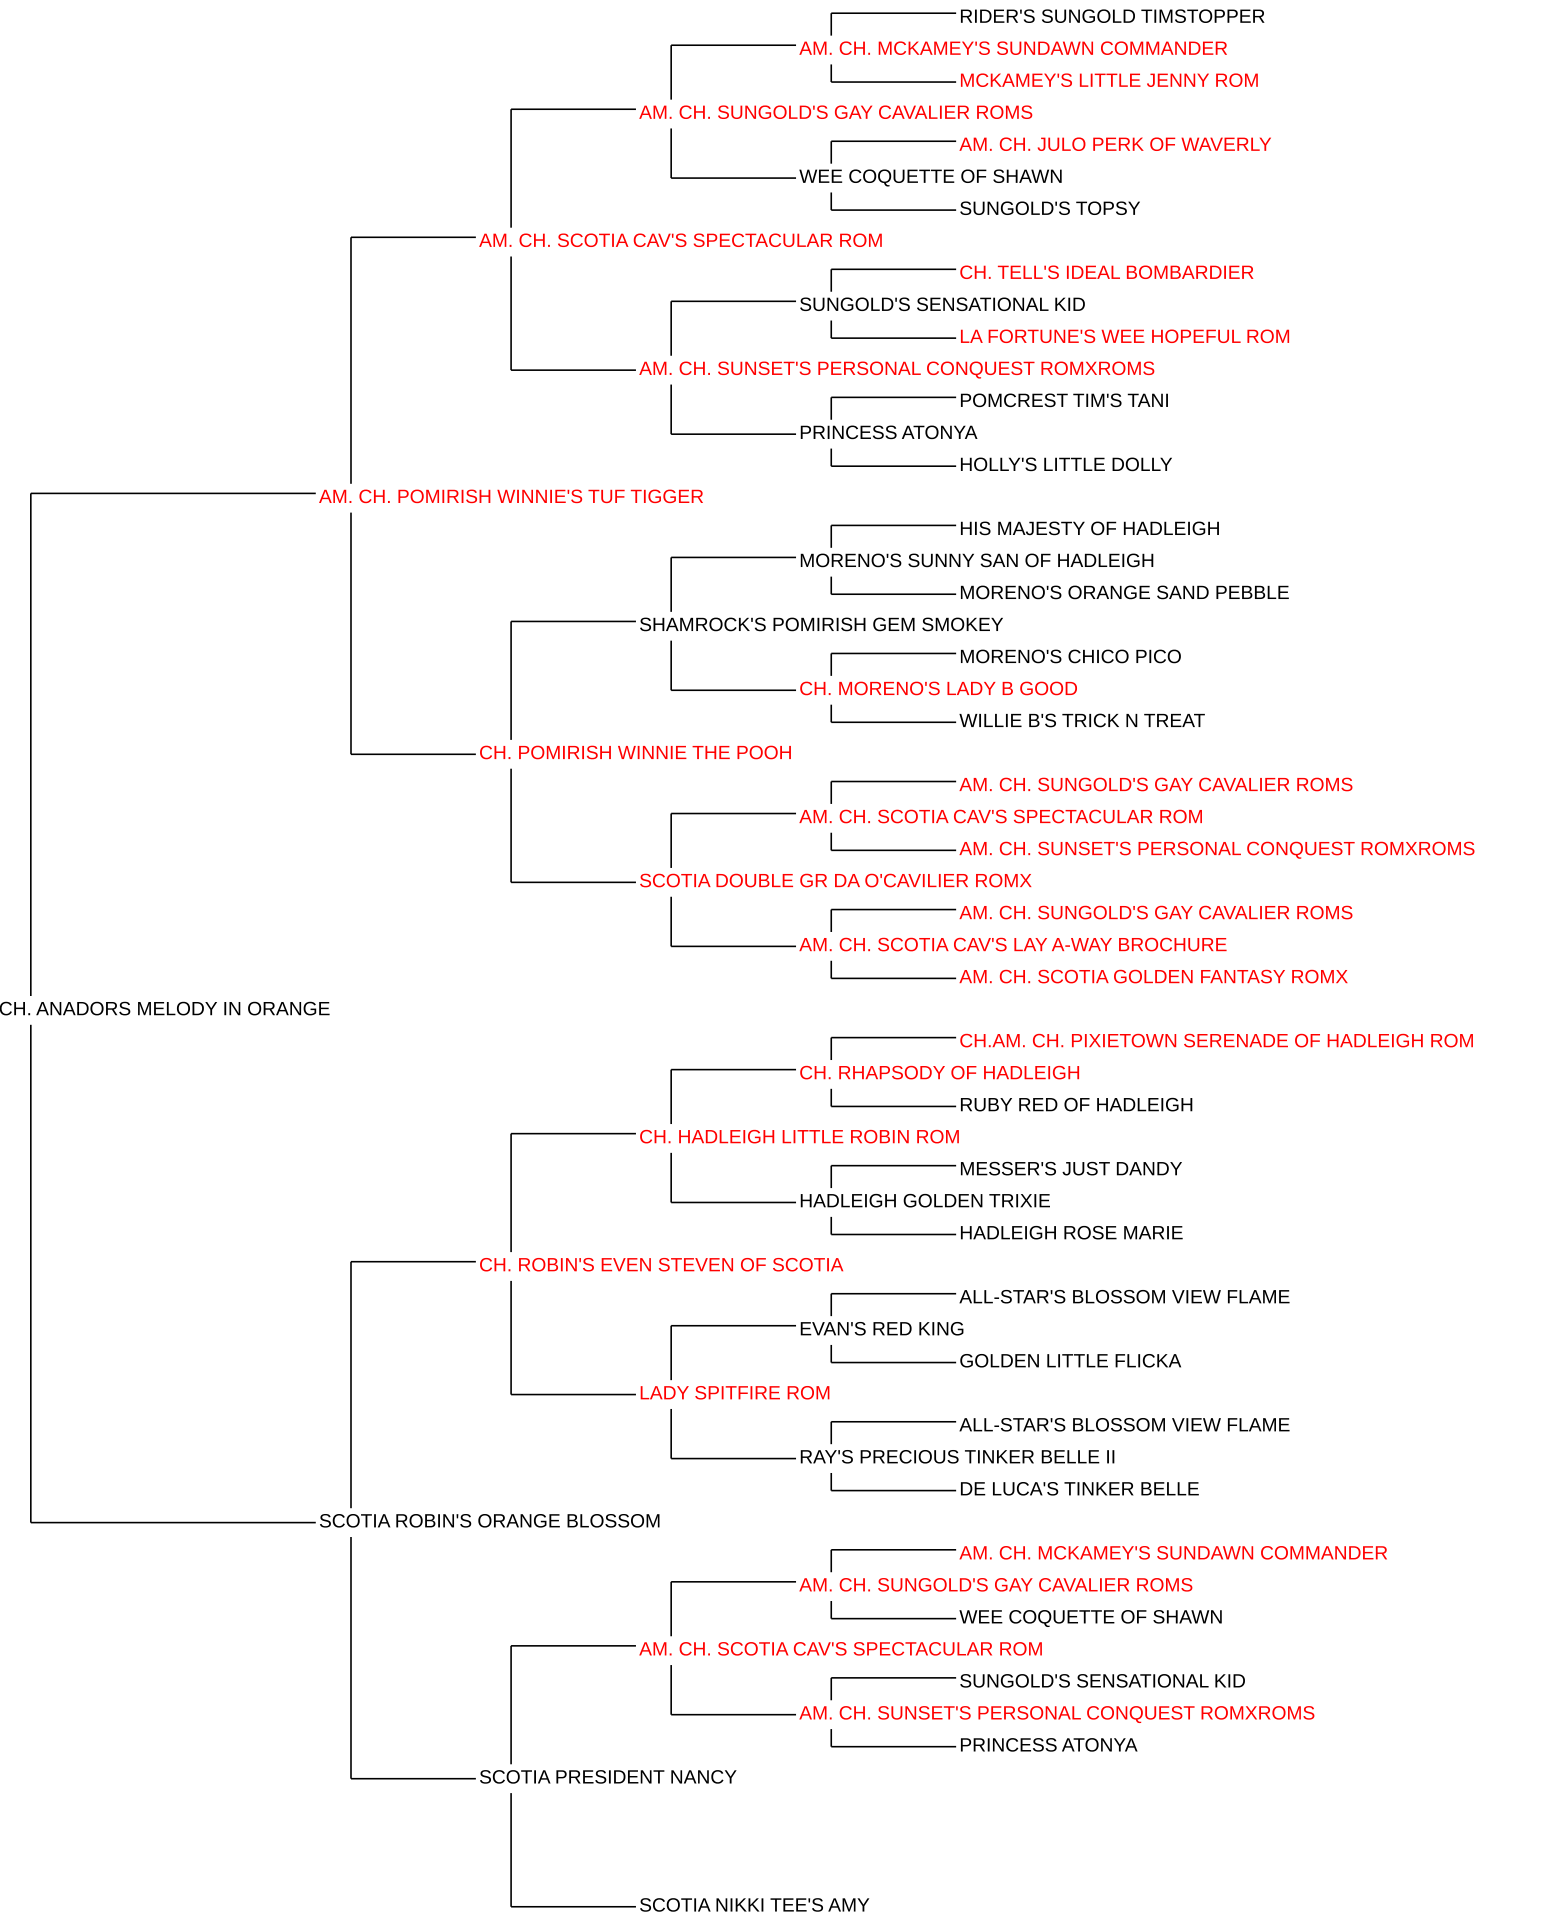 RIDER'S SUNGOLD TIMSTOPPER
AM. CH. MCKAMEY'S SUNDAWN COMMANDER
MCKAMEY'S LITTLE JENNY ROM
AM. CH. SUNGOLD'S GAY CAVALIER ROMS
AM. CH. JULO PERK OF WAVERLY
WEE COQUETTE OF SHAWN
SUNGOLD'S TOPSY
AM. CH. SCOTIA CAV'S SPECTACULAR ROM
CH. TELL'S IDEAL BOMBARDIER
SUNGOLD'S SENSATIONAL KID
LA FORTUNE'S WEE HOPEFUL ROM
AM. CH. SUNSET'S PERSONAL CONQUEST ROMXROMS
POMCREST TIM'S TANI
PRINCESS ATONYA
HOLLY'S LITTLE DOLLY
AM. CH. POMIRISH WINNIE'S TUF TIGGER
HIS MAJESTY OF HADLEIGH
MORENO'S SUNNY SAN OF HADLEIGH
MORENO'S ORANGE SAND PEBBLE
SHAMROCK'S POMIRISH GEM SMOKEY
MORENO'S CHICO PICO
CH. MORENO'S LADY B GOOD
WILLIE B'S TRICK N TREAT
CH. POMIRISH WINNIE THE POOH
AM. CH. SUNGOLD'S GAY CAVALIER ROMS
AM. CH. SCOTIA CAV'S SPECTACULAR ROM
AM. CH. SUNSET'S PERSONAL CONQUEST ROMXROMS
SCOTIA DOUBLE GR DA O'CAVILIER ROMX
AM. CH. SUNGOLD'S GAY CAVALIER ROMS
AM. CH. SCOTIA CAV'S LAY A-WAY BROCHURE
AM. CH. SCOTIA GOLDEN FANTASY ROMX
CH. ANADORS MELODY IN ORANGE
CH.AM. CH. PIXIETOWN SERENADE OF HADLEIGH ROM
CH. RHAPSODY OF HADLEIGH
RUBY RED OF HADLEIGH
CH. HADLEIGH LITTLE ROBIN ROM
MESSER'S JUST DANDY
HADLEIGH GOLDEN TRIXIE
HADLEIGH ROSE MARIE
CH. ROBIN'S EVEN STEVEN OF SCOTIA
ALL-STAR'S BLOSSOM VIEW FLAME
EVAN'S RED KING
GOLDEN LITTLE FLICKA
LADY SPITFIRE ROM
ALL-STAR'S BLOSSOM VIEW FLAME
RAY'S PRECIOUS TINKER BELLE II
DE LUCA'S TINKER BELLE
SCOTIA ROBIN'S ORANGE BLOSSOM
AM. CH. MCKAMEY'S SUNDAWN COMMANDER
AM. CH. SUNGOLD'S GAY CAVALIER ROMS
WEE COQUETTE OF SHAWN
AM. CH. SCOTIA CAV'S SPECTACULAR ROM
SUNGOLD'S SENSATIONAL KID
AM. CH. SUNSET'S PERSONAL CONQUEST ROMXROMS
PRINCESS ATONYA
SCOTIA PRESIDENT NANCY
SCOTIA NIKKI TEE'S AMY